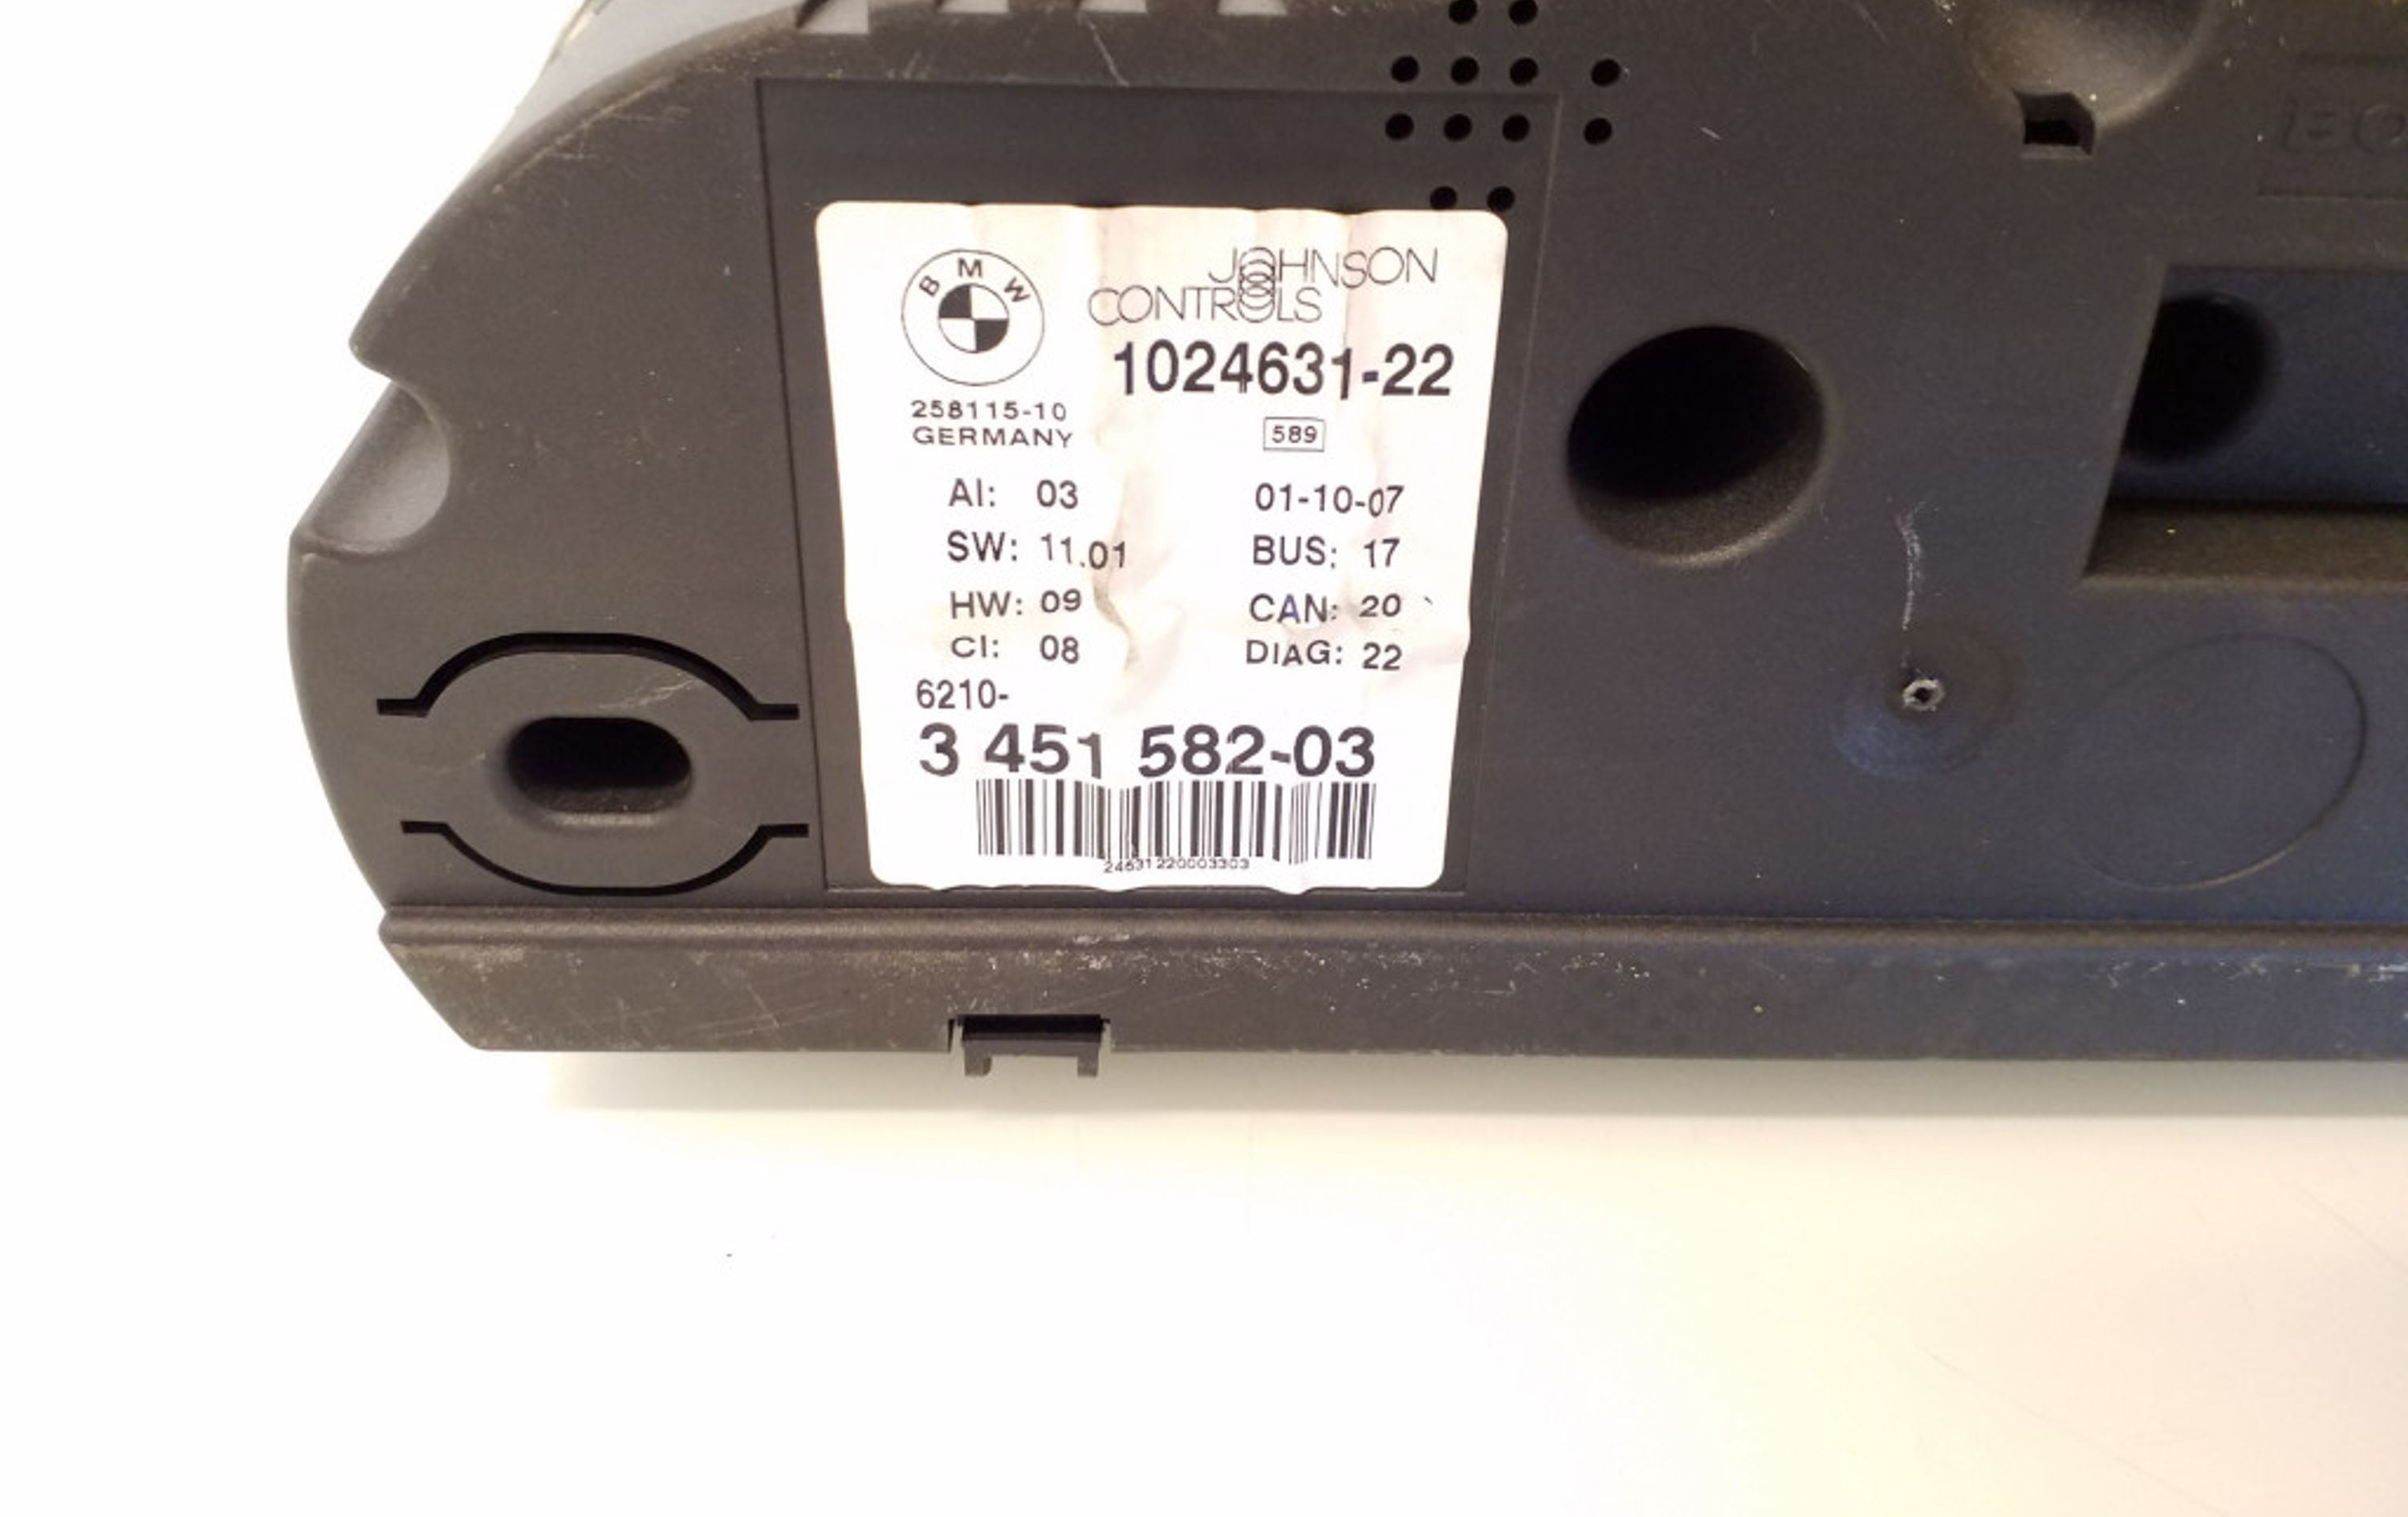 BMW
JOHNSON
CONTROLS
1024631-22
258115-10
GERMANY
589
AI: 03
01-10-07
SW: 11.01
BUS: 17
HW: 09
CAN: 20
CI: 08
DIAG: 22
6210-
3 451 582-03
24631220003303